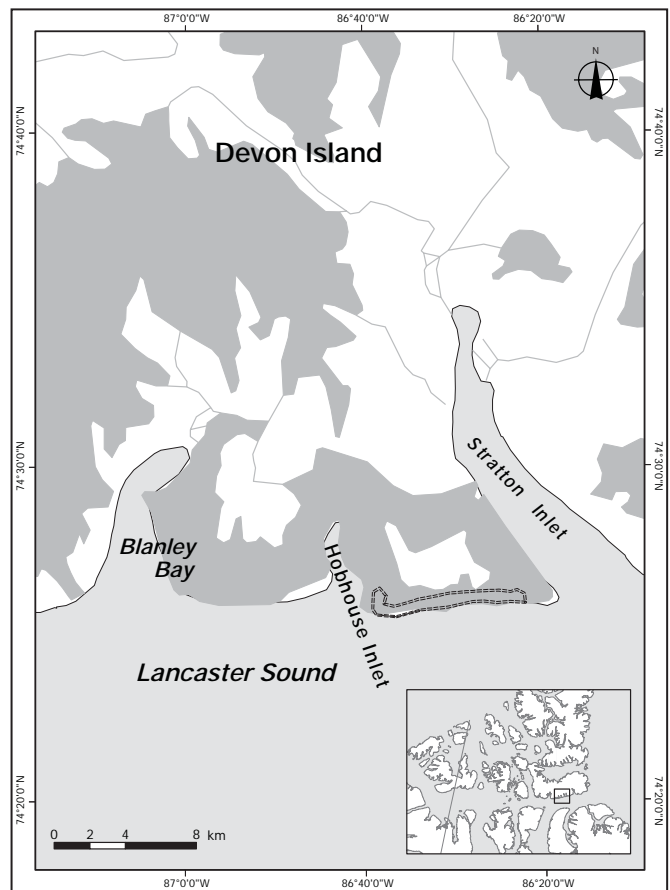 87°0'0"W 86°40'0"W 86°20'0"W
N
74°40'0"N 74°40'0"N
Devon Island
74°30'0"N 74°30'0"N
Stratton Inlet
Blanley
Bay
Hobhouse Inlet
Lancaster Sound
74°20'0"N 74°20'0"N
0 2 4 8 km
87°0'0"W 86°40'0"W 86°20'0"W